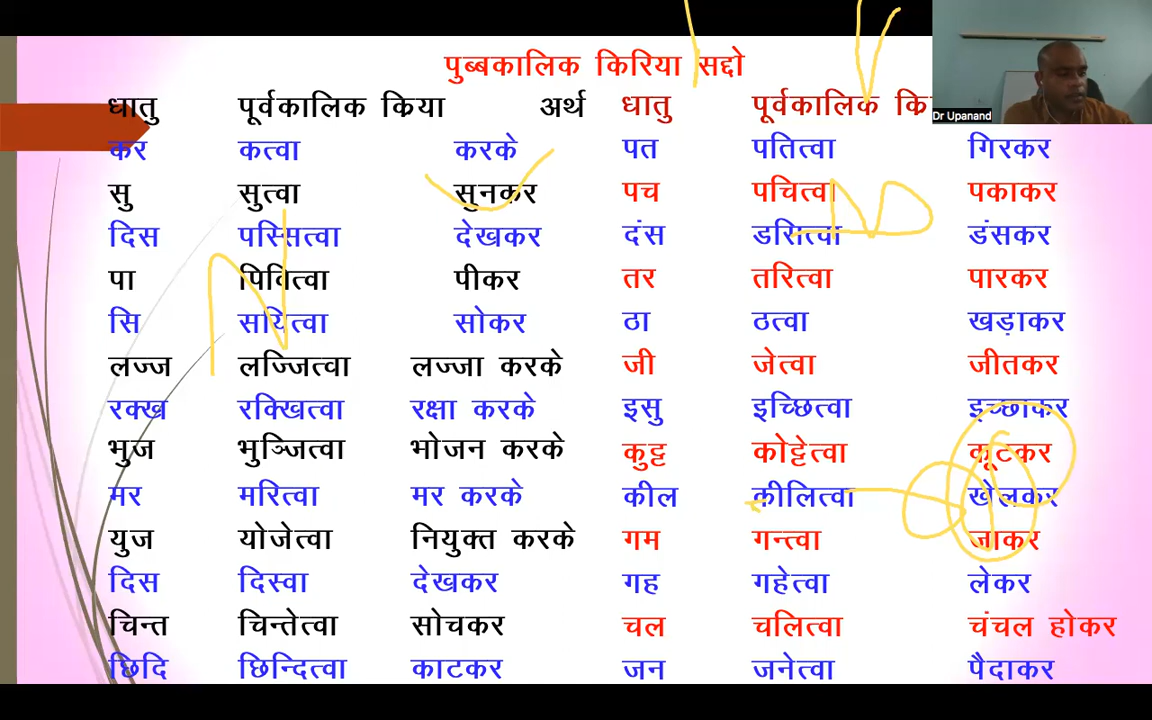 पुब्बकालिक किरिया सद्दो
धातु पूर्वकालिक क्रिया अर्थ धातु पूर्वकालिक
Dr Upanand
कर कत्वा करके पत पतित्वा गिरकर
सु सुत्वा सुनकर पच पचित्वा पकाकर
दिस पस्सित्वा देखकर दंस डसित्वा डंसकर
पा पिवित्वा पीकर तर तरित्वा पारकर
सि सयित्वा सोकर ठा ठत्वा खड़ाकर
लज्ज लज्जित्वा लज्जा करके जी जेत्वा जीतकर
रक्ख रक्खित्वा रक्षा करके इसु इच्छित्वा इच्छाकर
भुज भुञ्जित्वा भोजन करके कुट्ट कोट्टेत्वा कूटकर
मर मरित्वा मर करके कील कीलित्वा खेलकर
युज योजेत्वा नियुक्त करके गम गन्त्वा जाकर
दिस दिस्वा देखकर गह गहेत्वा लेकर
चिन्त चिन्तेत्वा सोचकर चल चलित्वा चंचल होकर
छिदि छिन्दित्वा काटकर जन जनेत्वा पैदाकर